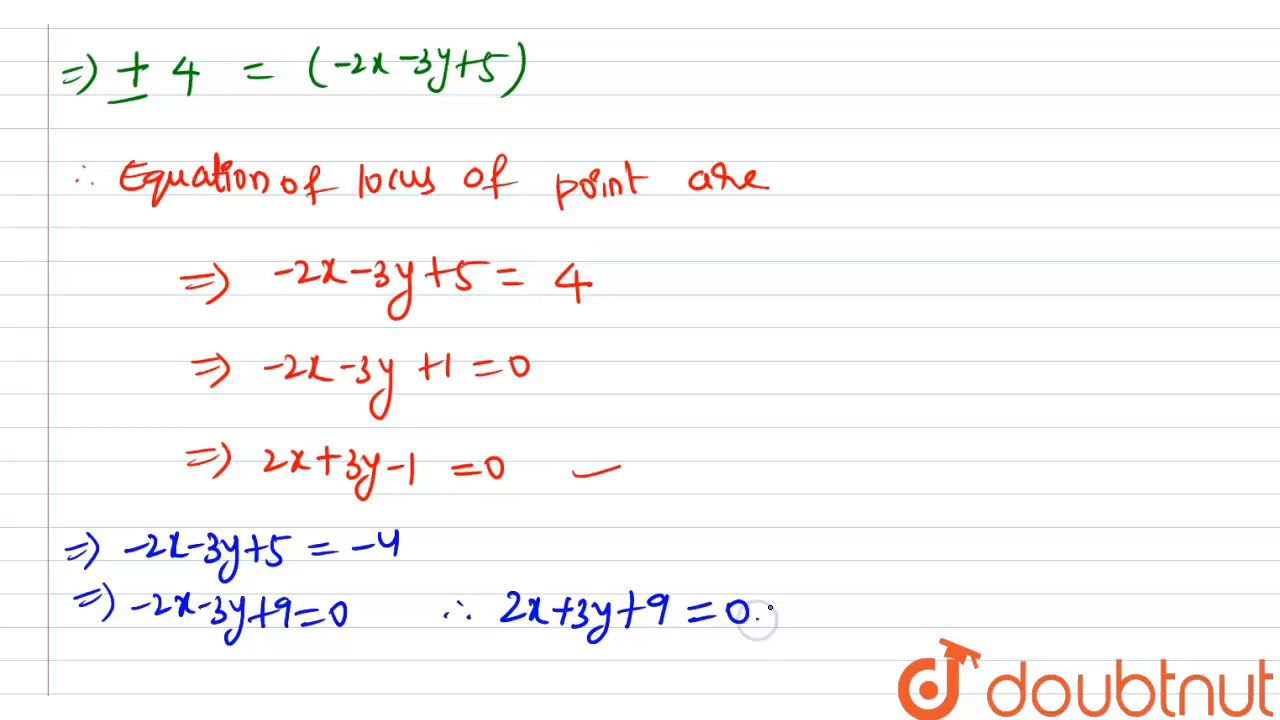 ⇒ ± 4 = (-2x-3y+5)
∴ Equation of locus of point are
⇒ -2x-3y+5 = 4
⇒ -2x-3y+1=0
⇒ 2x+3y-1=0
⇒ -2x-3y+5=-4
⇒ -2x-3y+9=0 ∴ 2x+3y+9=0.
doubtnut